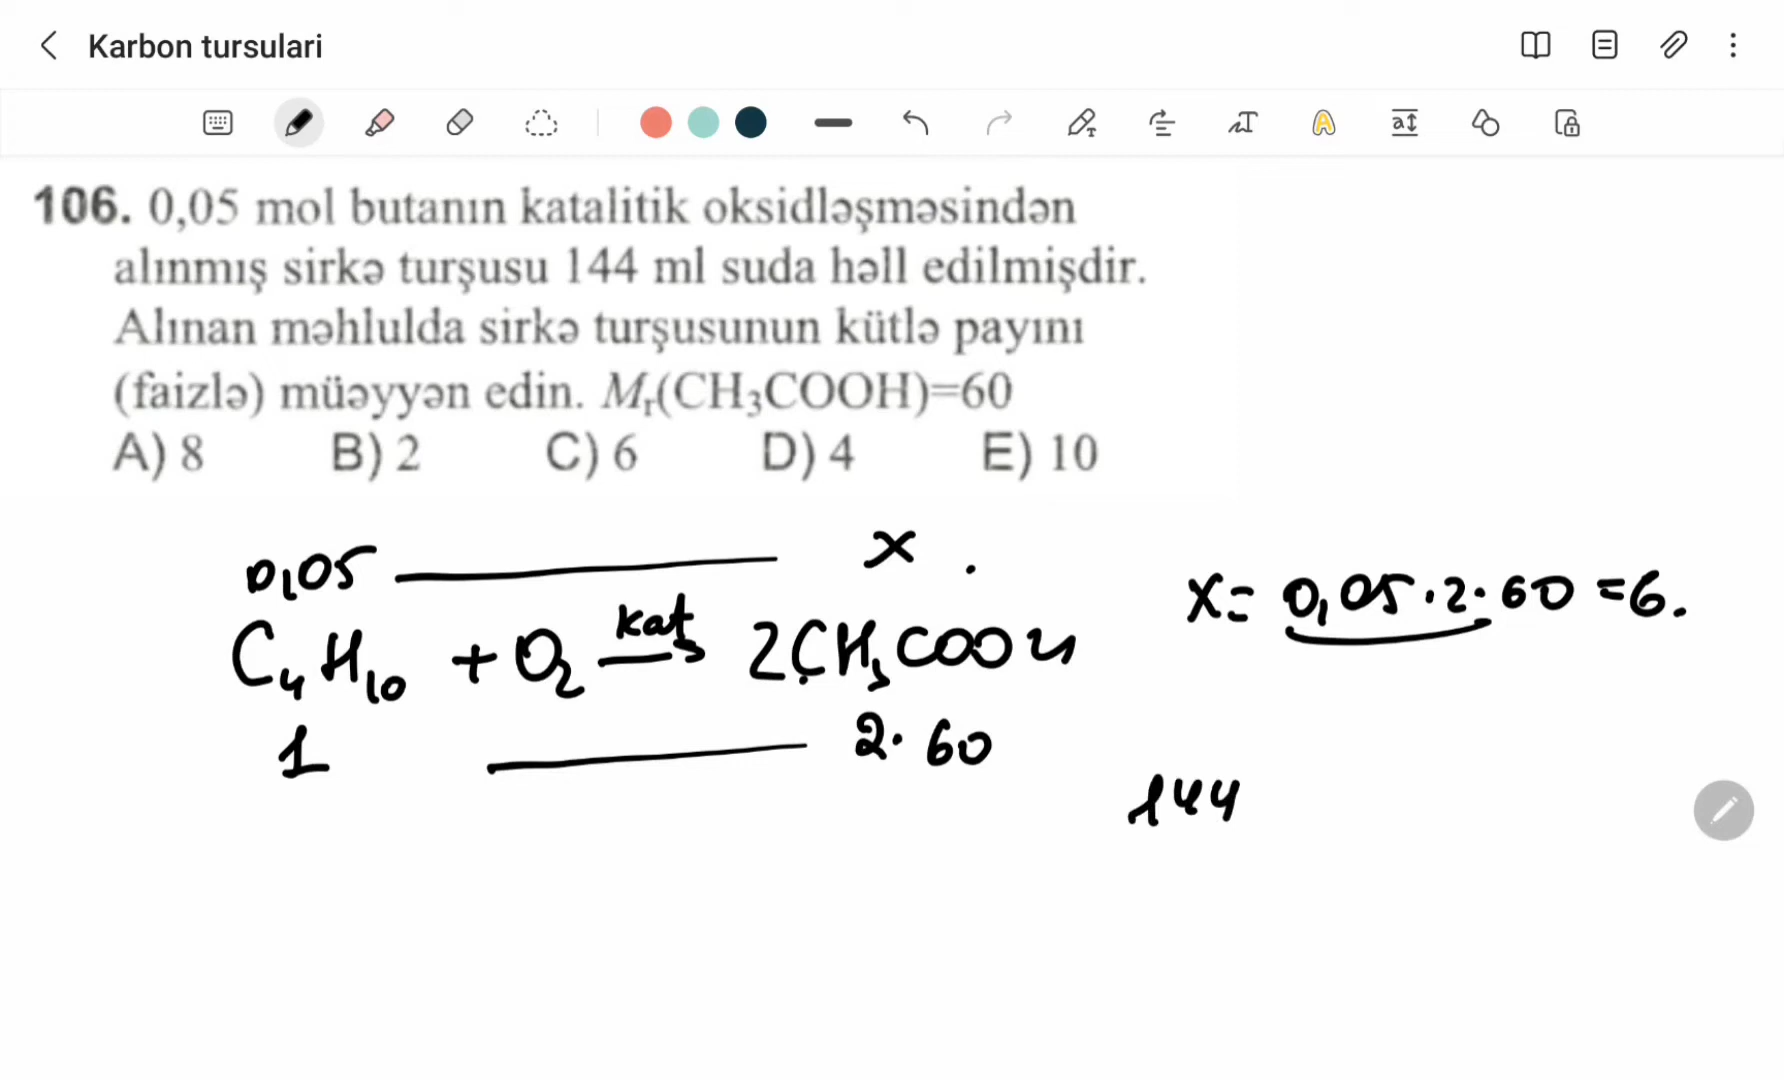 Karbon tursulari
106. 0,05 mol butanın katalitik oksidləşməsindən
alınmış sirkə turşusu 144 ml suda həll edilmişdir.
Alınan məhlulda sirkə turşusunun kütlə payını
(faizlə) müəyyən edin. Mᵣ(CH₃COOH)=60
A) 8 B) 2 C) 6 D) 4 E) 10
0,05 x .
x= 0,05·2·60 =6.
C₄H₁₀ + O₂ kat 2CH₃COOH
1 2·60
144